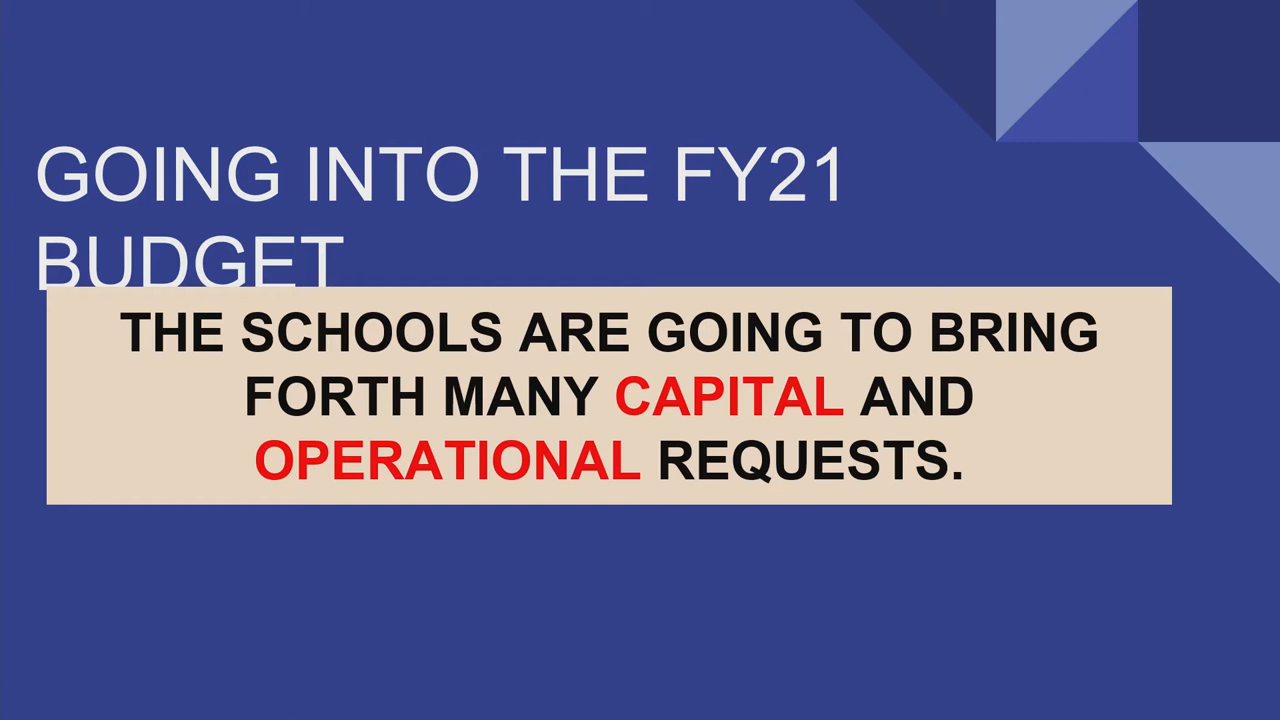 GOING INTO THE FY21
BUDGET
THE SCHOOLS ARE GOING TO BRING
FORTH MANY CAPITAL AND
OPERATIONAL REQUESTS.